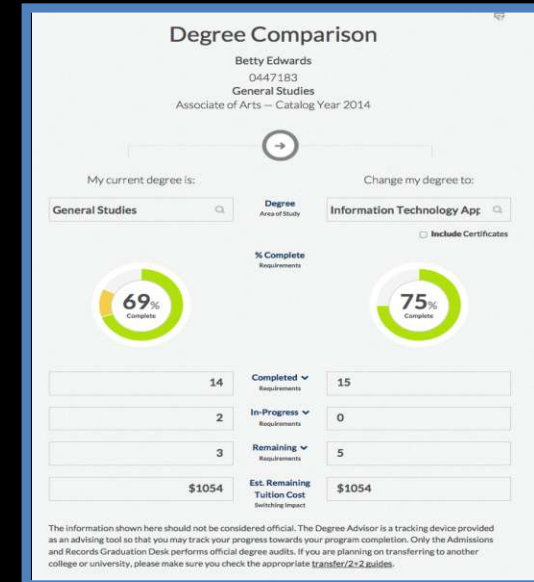 Degree Comparison
Betty Edwards
0447183
General Studies
Associate of Arts — Catalog Year 2014
My current degree is:
Change my degree to:
General Studies
Degree
Area of Study
Information Technology App
Include Certificates
% Complete
Requirements
69%
Complete
75%
Complete
14
Completed
Requirements
15
2
In-Progress
Requirements
0
3
Remaining
Requirements
5
$1054
Est. Remaining
Tuition Cost
Switching Impact
$1054
The information shown here should not be considered official. The Degree Advisor is a tracking device provided
as an advising tool so that you may track your progress towards your program completion. Only the Admissions
and Records Graduation Desk performs official degree audits. If you are planning on transferring to another
college or university, please make sure you check the appropriate transfer/2+2 guides.